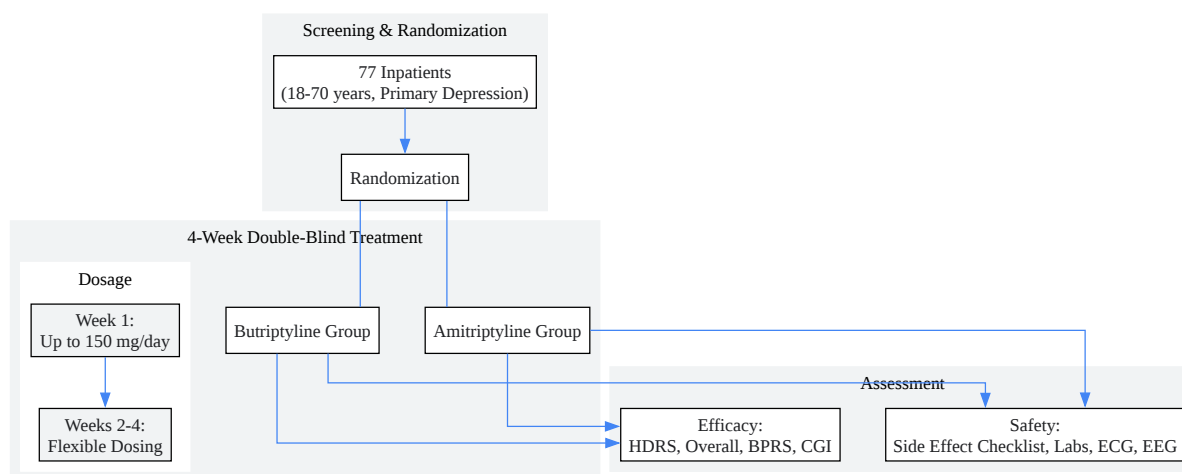 Screening & Randomization
77 Inpatients
(18-70 years, Primary Depression)
Randomization
4-Week Double-Blind Treatment
Dosage
Week 1:
Up to 150 mg/day
Weeks 2-4:
Flexible Dosing
Butriptyline Group
Amitriptyline Group
Assessment
Efficacy:
HDRS, Overall, BPRS, CGI
Safety:
Side Effect Checklist, Labs, ECG, EEG